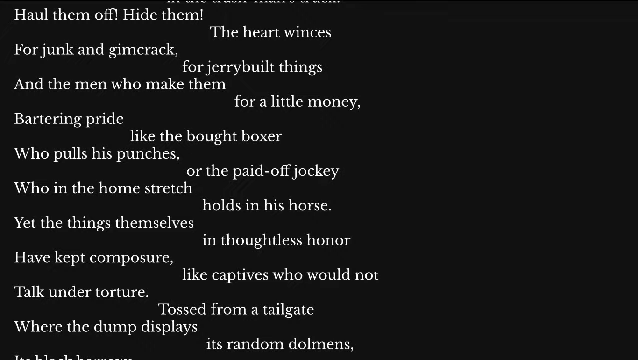 Haul them off! Hide them!
The heart winces
For junk and gimcrack,
for jerrybuilt things
And the men who make them
for a little money,
Bartering pride
like the bought boxer
Who pulls his punches,
or the paid-off jockey
Who in the home stretch
holds in his horse.
Yet the things themselves
in thoughtless honor
Have kept composure,
like captives who would not
Talk under torture.
Tossed from a tailgate
Where the dump displays
its random dolmens,